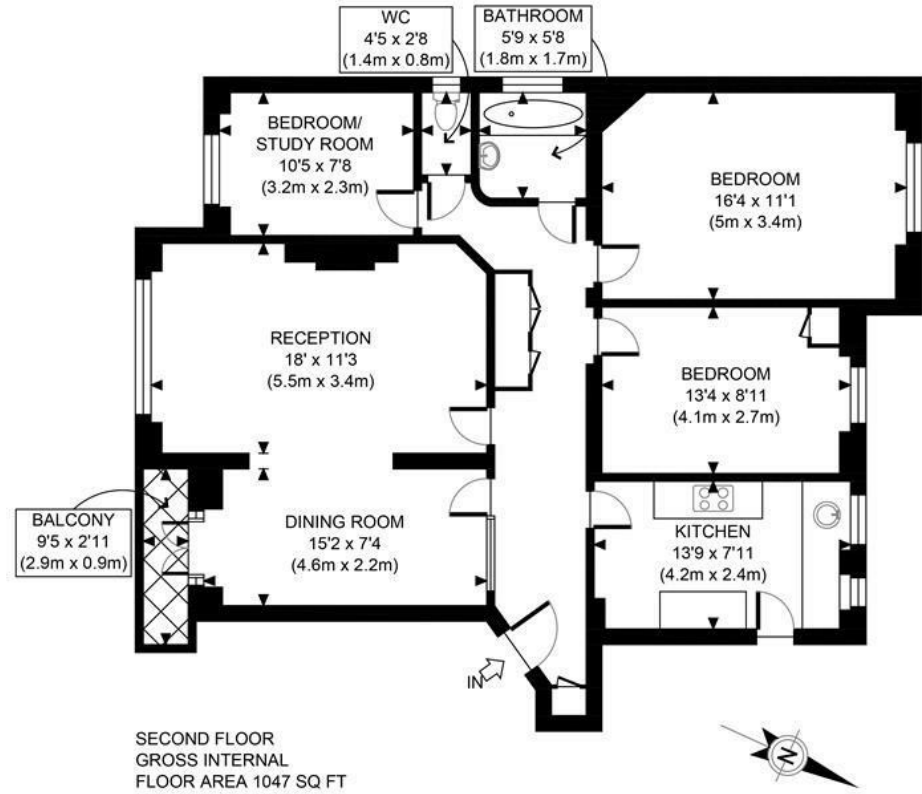 WC
4'5 x 2'8
(1.4m x 0.8m)
BATHROOM
5'9 x 5'8
(1.8m x 1.7m)
BEDROOM/
STUDY ROOM
10'5 x 7'8
(3.2m x 2.3m)
BEDROOM
16'4 x 11'1
(5m x 3.4m)
RECEPTION
18' x 11'3
(5.5m x 3.4m)
BEDROOM
13'4 x 8'11
(4.1m x 2.7m)
BALCONY
9'5 x 2'11
(2.9m x 0.9m)
DINING ROOM
15'2 x 7'4
(4.6m x 2.2m)
KITCHEN
13'9 x 7'11
(4.2m x 2.4m)
IN
SECOND FLOOR
GROSS INTERNAL
FLOOR AREA 1047 SQ FT
N